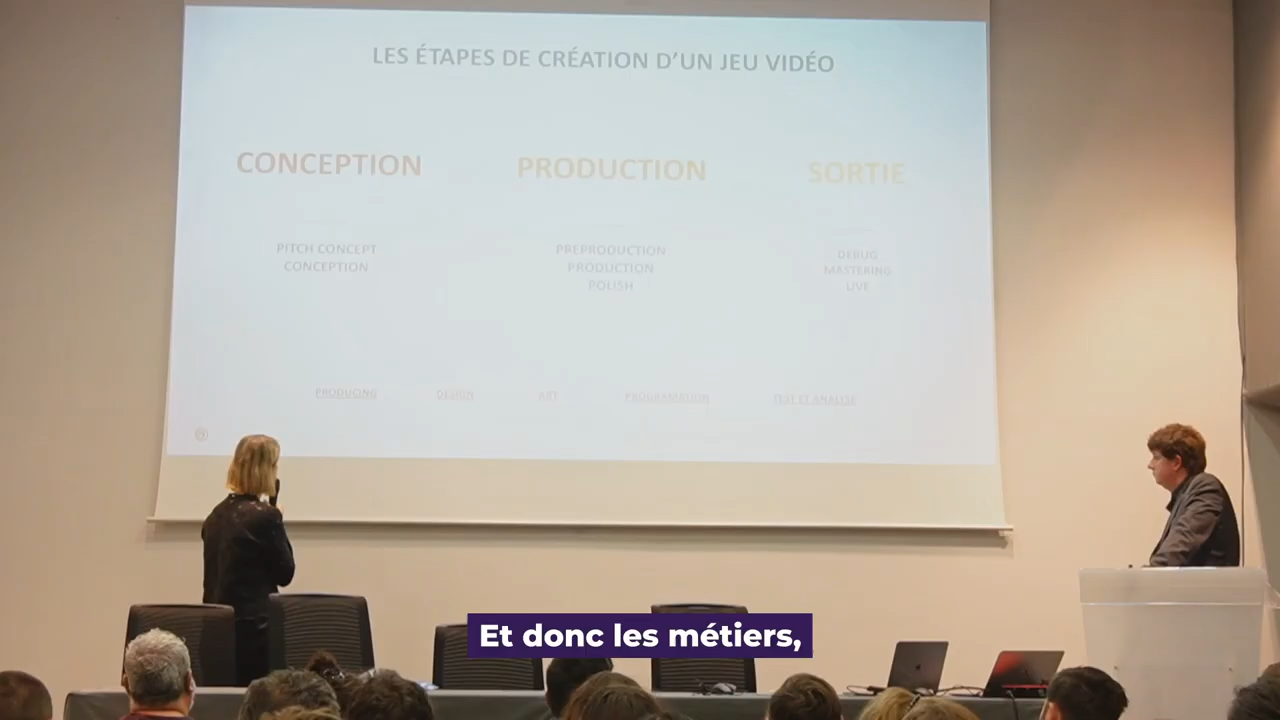 LES ÉTAPES DE CRÉATION D'UN JEU VIDÉO
CONCEPTION
PRODUCTION
SORTIE
PITCH CONCEPT
CONCEPTION
PREPRODUCTION
PRODUCTION
POLISH
DEBUG
MASTERING
LIVE
PRODUCING
DESIGN
ART
PROGRAMMATION
TEST ET ANALYSE
Et donc les métiers,